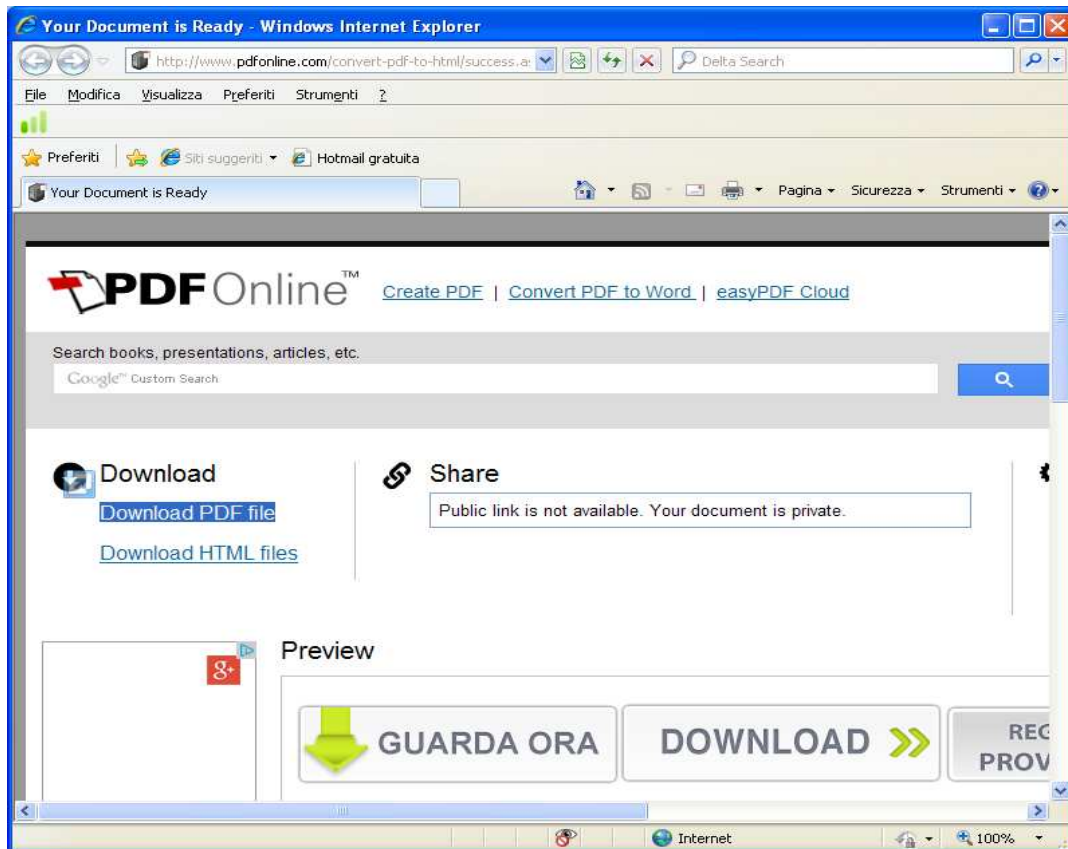 Your Document is Ready - Windows Internet Explorer
http://www.pdfonline.com/convert-pdf-to-html/success.a
Delta Search
File Modifica Visualizza Preferiti Strumenti ?
Preferiti Siti suggeriti Hotmail gratuita
Your Document is Ready Pagina Sicurezza Strumenti
PDF Online™ Create PDF | Convert PDF to Word | easyPDF Cloud
Search books, presentations, articles, etc.
Google™ Custom Search
Download
Download PDF file
Download HTML files
Share
Public link is not available. Your document is private.
g+
Preview
GUARDA ORA
DOWNLOAD
REG
PROV
Internet 100%